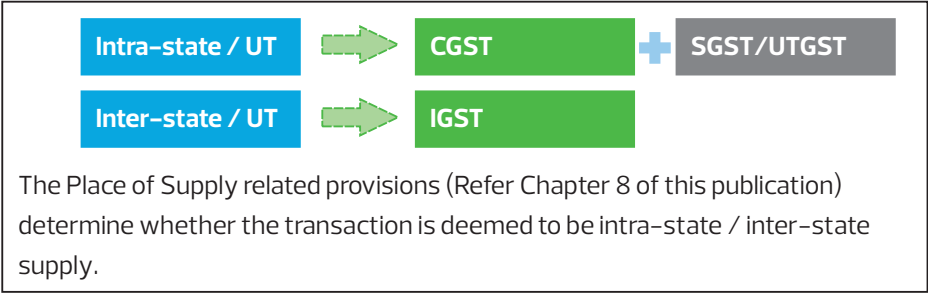 Intra-state / UT CGST + SGST/UTGST
Inter-state / UT IGST
The Place of Supply related provisions (Refer Chapter 8 of this publication)
determine whether the transaction is deemed to be intra-state / inter-state
supply.